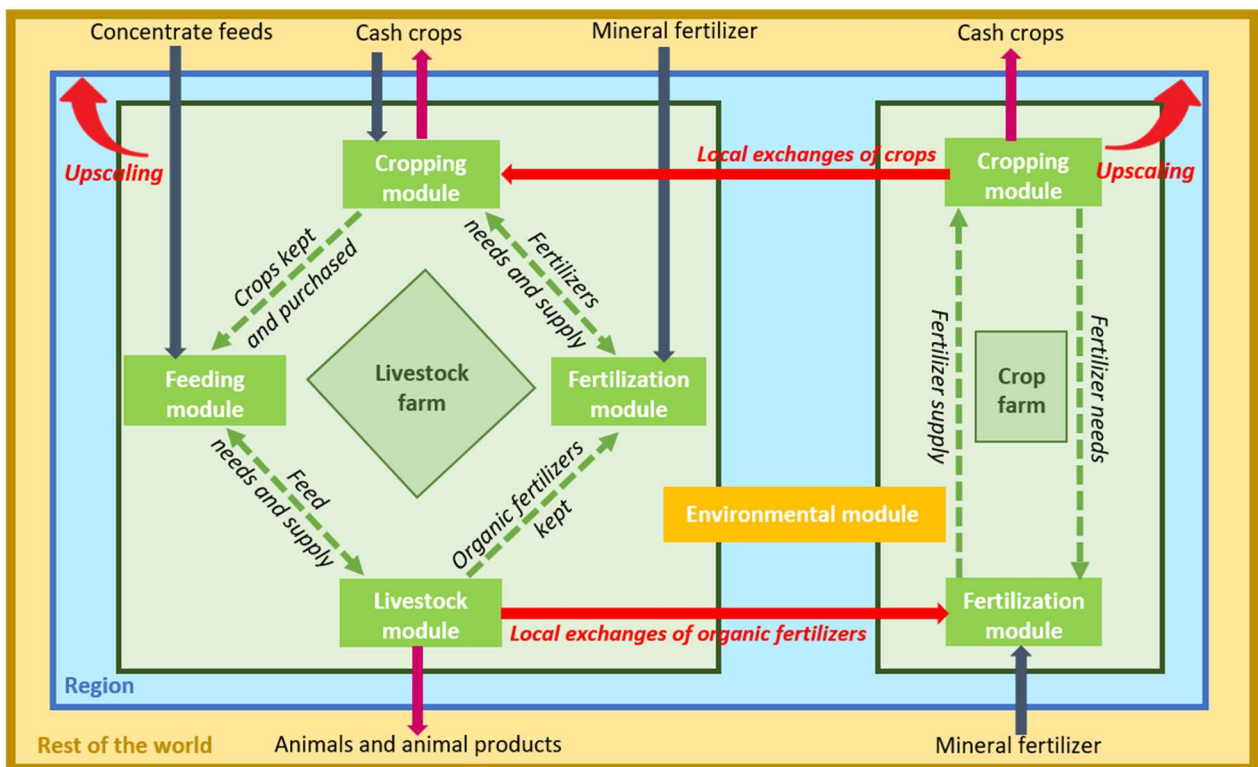 Concentrate feeds
Cash crops
Mineral fertilizer
Cash crops
Upscaling
Cropping
module
Local exchanges of crops
Cropping
module
Upscaling
Crops kept
and purchased
Fertilizers
needs and supply
Feeding
module
Livestock
farm
Fertilization
module
Fertilizer supply
Crop
farm
Fertilizer needs
Feed
needs and supply
Organic fertilizers
kept
Environmental module
Livestock
module
Local exchanges of organic fertilizers
Fertilization
module
Region
Rest of the world
Animals and animal products
Mineral fertilizer